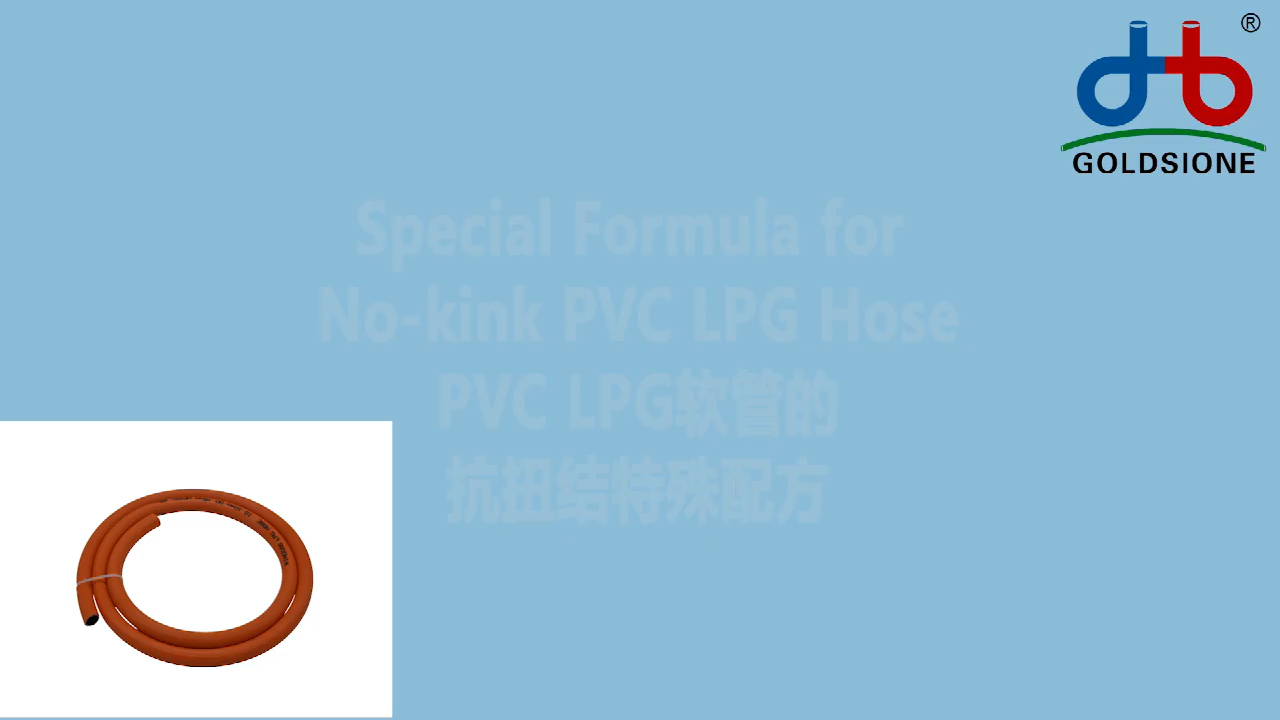 ®
GOLDSIONE
Special Formula for
No-kink PVC LPG Hose
PVC LPG软管的
抗扭结特殊配方